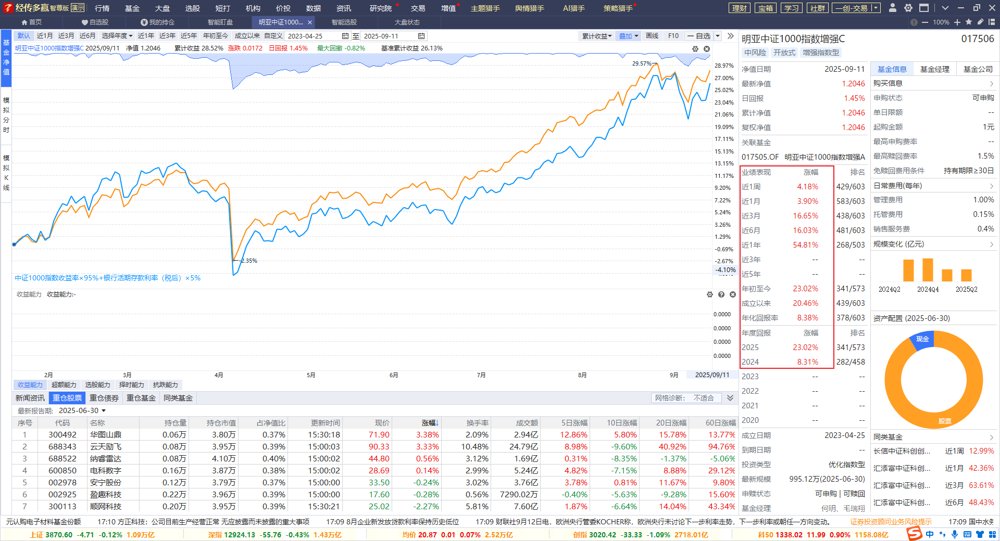 经传多赢 智尊版 演示 行情 基金 大盘 选股 短打 机构 价投 数据 资讯 研究院 交易 增值 主题猎手 舆情猎手 AI猎手 策略猎手 理财 宝箱 学习 社群 一创-交易
首页 自选股 我的持仓 智能盯盘 明亚中证1000... × 智能选股 大盘状态 100%
默认 近1月 近3月 近6月 选择年度 近1年 近3年 近5年 年初至今 成立以来 自定义 2023-04-25 至 2025-09-11 累计收益 叠加 画线 F10 一 自选
明亚中证1000指数增强C 2025/09/11 净值 1.2046 累计收益 28.52% 涨跌 0.0172 日回报 1.45% 最大回撤 -0.82% 基准累计收益 26.13%
基金净值
模拟分时
模拟K线
29.57%
-2.35%
28.97%
27.00%
25.02%
23.04%
21.06%
19.09%
17.11%
15.13%
13.15%
11.17%
9.20%
7.22%
5.24%
3.26%
1.29%
-0.69%
-2.67%
-4.10%
中证1000指数收益率×95%+银行活期存款利率（税后）×5%
收益能力 收益能力:-
0.0000
0.0000
0.0000
0.0000
2月 3月 4月 5月 6月 7月 8月 9月 2025/09/11
收益能力 超额能力 选股能力 择时能力 抗跌能力
新闻资讯 重仓股票 重仓债券 重仓基金 同类基金 网格诊断： 不适合
最新报告期: 2025-06-30
序号 代码 名称 持仓量 持仓市值 占净值比 更新时间 现价 涨幅↓ 换手率 成交额 5日涨幅 10日涨幅 20日涨幅 60日涨幅
1 300492 华图山鼎 0.06万 3.80万 0.37% 15:30:18 71.90 3.38% 2.09% 2.94亿 12.86% 5.80% 15.78% 13.77%
2 688343 云天励飞 0.08万 3.95万 0.39% 15:00:03 90.33 3.33% 10.48% 24.79亿 8.98% -9.60% 40.92% 94.76%
3 688522 纳睿雷达 0.08万 4.10万 0.40% 15:00:02 44.80 0.56% 3.12% 1.69亿 0.31% -8.35% -1.37% -5.06%
4 600850 电科数字 0.16万 3.87万 0.38% 15:00:02 28.69 0.14% 2.99% 5.24亿 4.82% -7.15% 8.88% 29.12%
5 002978 安宁股份 0.12万 3.79万 0.37% 15:00:00 33.50 -0.24% 3.02% 3.76亿 3.78% 0.81% 11.67% 9.80%
6 002925 盈趣科技 0.22万 3.96万 0.39% 15:00:00 17.60 -0.28% 0.56% 7290.02万 -0.40% -5.63% -9.28% 15.60%
7 300113 顺网科技 0.20万 3.95万 0.39% 15:30:21 25.02 -2.27% 5.81% 7.60亿 1.87% -6.64% 14.04% 43.34%
明亚中证1000指数增强C 017506
中风险 开放式 增强指数型
净值日期 2025-09-11
最新净值 1.2046
日回报 1.45%
累计净值 1.2046
复权净值 1.2046
关联基金
017505.OF 明亚中证1000指数增强A
业绩表现 涨幅 排名
近1周 4.18% 429/603
近1月 3.90% 583/603
近3月 16.65% 438/603
近6月 16.03% 481/603
近1年 54.81% 268/503
近3年 -- --
近5年 -- --
年初至今 23.02% 341/573
成立以来 20.46% 439/603
年化回报率 8.38% 378/603
年度回报 涨幅 排名
2025 23.02% 341/573
2024 8.31% 282/458
2023 -- --
2022 -- --
2021 -- --
2020 -- --
成立日期 2023-04-25
到期日期 --
投资类型 优化指数型
最新规模 995.12万(2025-06-30)
申赎状态 可申购 | 可赎回
基金经理 何明、毛瑞翔
基金信息 基金经理 基金公司
购买信息
申购状态 可申购
单日限额 --
起购金额 1元
最高申购费率 --
最高赎回费率 1.5%
免赎回费用条件 持有期限≥30日
日常费用(每年)
管理费用 1.00%
托管费用 0.15%
销售服务费 0.4%
规模变化 (亿元)
2024Q2 2024Q4 2025Q2
资产配置 (2025-06-30)
现金
股票
同类基金
长信中证科创创... 近1周 12.99%
汇添富中证科创... 近1月 42.36%
汇添富中证科创... 近3月 63.61%
汇添富中证科创... 近6月 48.43%
元认购电子材料基金份额 17:10 方正科技：公司目前生产经营正常 无应披露而未披露的重大事项 17:09 8月企业新发放贷款利率保持历史低位 17:09 财联社9月12日电，欧洲央行管委KOCHER称，欧洲央行未讨论下一步利率走势，下一步利率或朝任一方向变动。 证券投资顾问业务风险提示 17:09 国中水务
上证 3870.60 -4.71 -0.12% 1.09万亿 深指 12924.13 -55.76 -0.43% 1.43万亿 均价 20.87 0.01 0.07% 2.52万亿 创指 3020.42 -33.33 -1.09% 2718.01亿 科50 1338.02 11.99 0.90% 1158.08亿 中